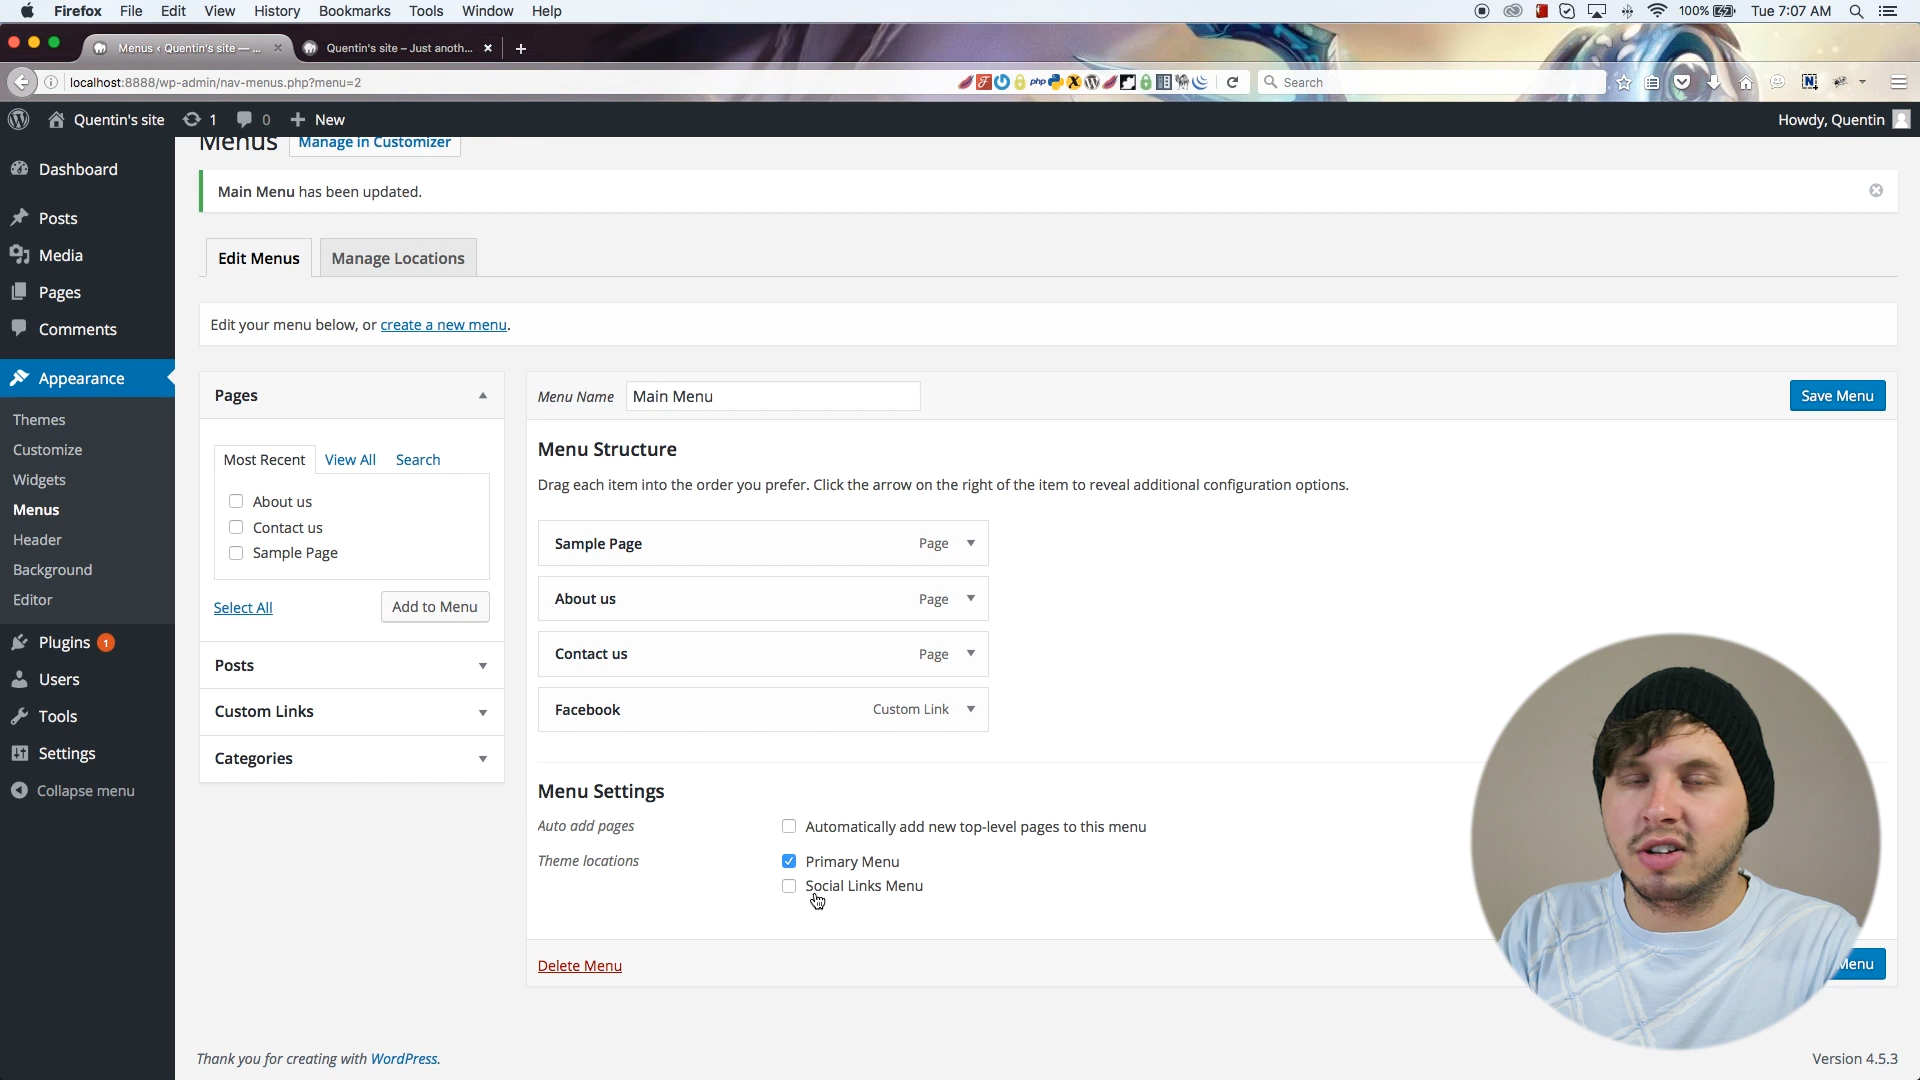 Firefox File Edit View History Bookmarks Tools Window Help 100% Tue 7:07 AM
Menus ‹ Quentin's site — ... Quentin's site – Just anoth...
localhost:8888/wp-admin/nav-menus.php?menu=2 php Search
Quentin's site 1 0 New Howdy, Quentin
Menus Manage in Customizer
Main Menu has been updated.
Edit Menus Manage Locations
Edit your menu below, or create a new menu.
Dashboard
Posts
Media
Pages
Comments
Appearance
Themes
Customize
Widgets
Menus
Header
Background
Editor
Plugins 1
Users
Tools
Settings
Collapse menu
Pages
Most Recent View All Search
About us
Contact us
Sample Page
Select All Add to Menu
Posts
Custom Links
Categories
Menu Name Main Menu Save Menu
Menu Structure
Drag each item into the order you prefer. Click the arrow on the right of the item to reveal additional configuration options.
Sample Page Page
About us Page
Contact us Page
Facebook Custom Link
Menu Settings
Auto add pages Automatically add new top-level pages to this menu
Theme locations Primary Menu
Social Links Menu
Delete Menu Menu
Thank you for creating with WordPress. Version 4.5.3